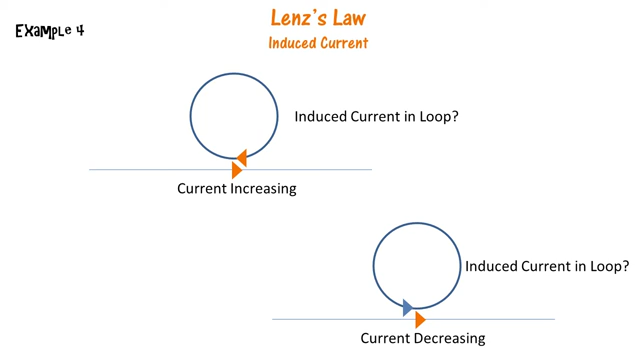 Example 4
Lenz's Law
Induced Current
Induced Current in Loop?
Current Increasing
Induced Current in Loop?
Current Decreasing